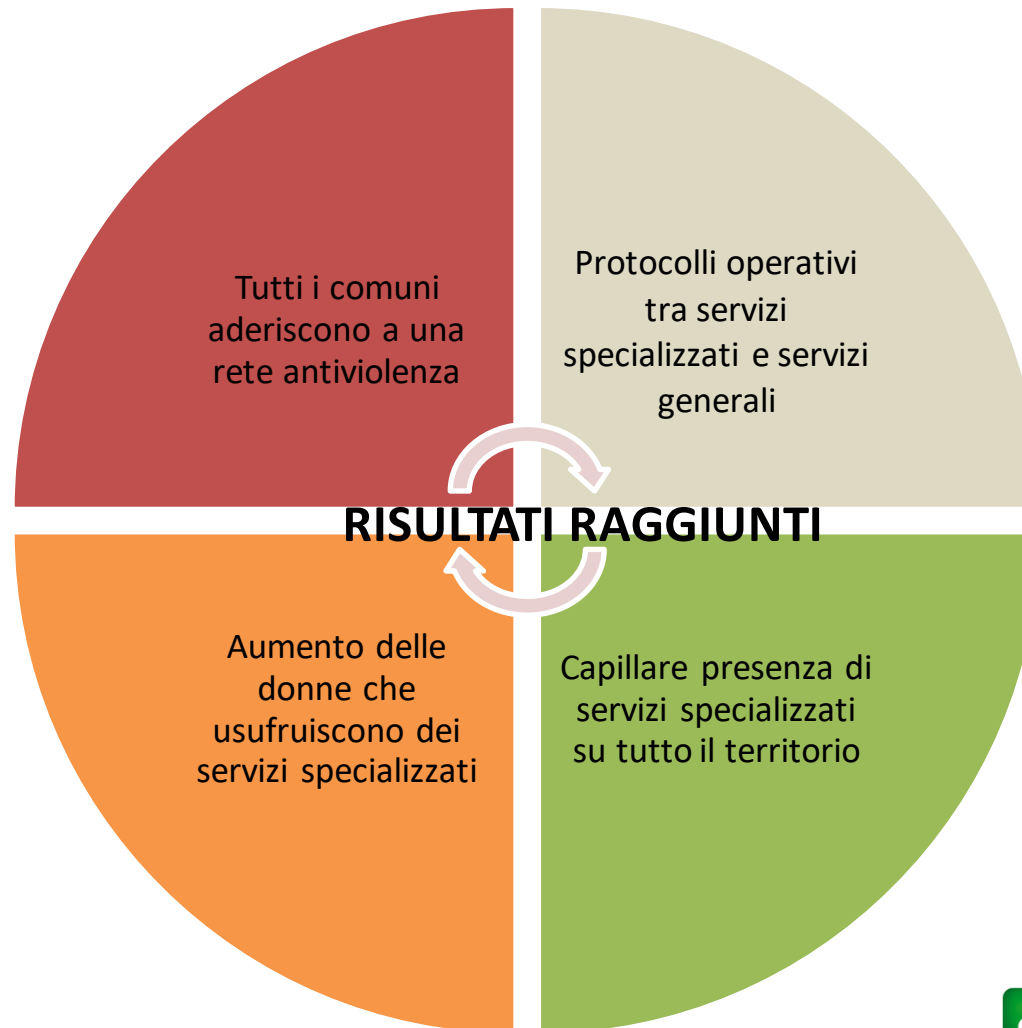 Tutti i comuni
aderiscono a una
rete antiviolenza
Protocolli operativi
tra servizi
specializzati e servizi
generali
RISULTATI RAGGIUNTI
Aumento delle
donne che
usufruiscono dei
servizi specializzati
Capillare presenza di
servizi specializzati
su tutto il territorio